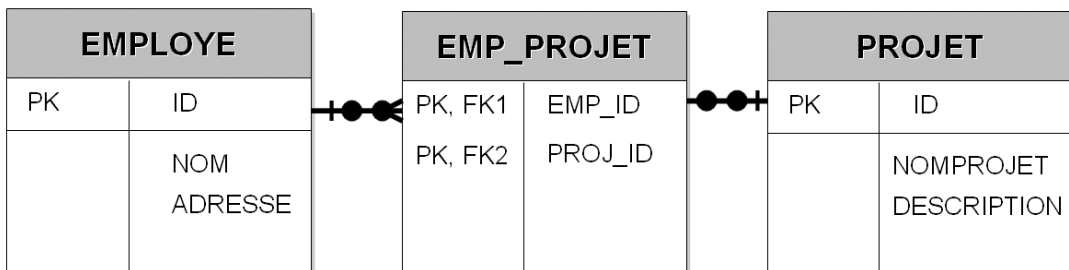 EMPLOYE
PK ID
NOM
ADRESSE
EMP_PROJET
PK, FK1 EMP_ID
PK, FK2 PROJ_ID
PROJET
PK ID
NOMPROJET
DESCRIPTION